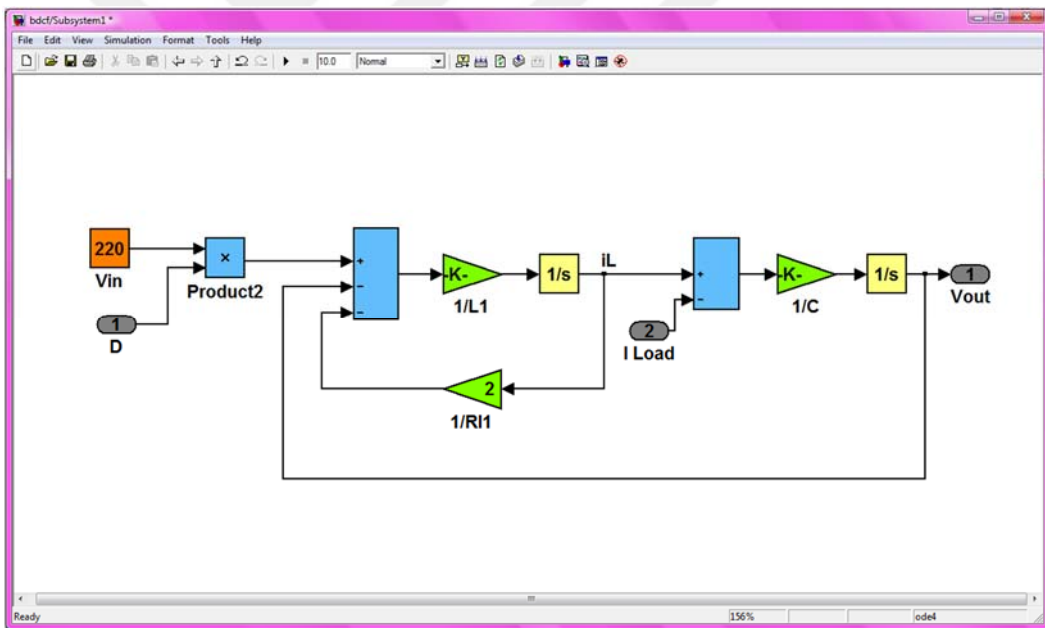 bdcf/Subsystem1 *
File Edit View Simulation Format Tools Help
10.0 Normal
220
Vin
×
Product2
1
D
+
−
−
-K-
1/L1
1/s
iL
2
1/RI1
2
I Load
+
−
-K-
1/C
1/s
1
Vout
Ready 156% ode4